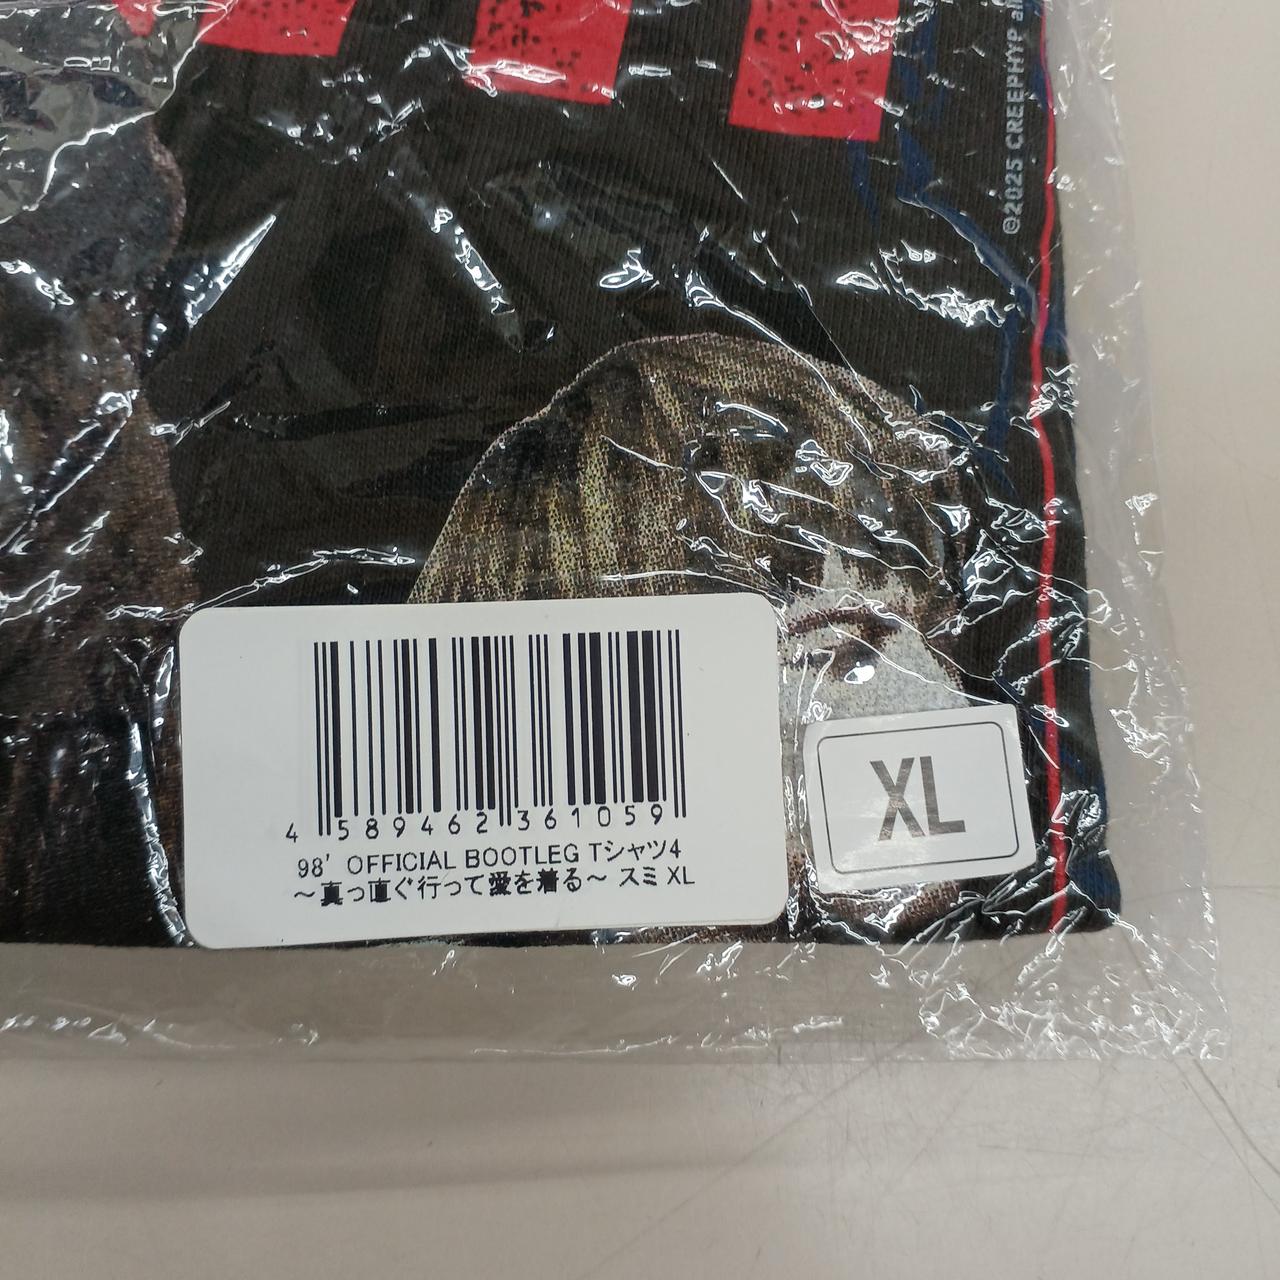 ©2025 CREEPHYP all
4 589462 361059
98' OFFICIAL BOOTLEG Tシャツ4
～真っ直ぐ行って愛を着る～ スミ XL
XL